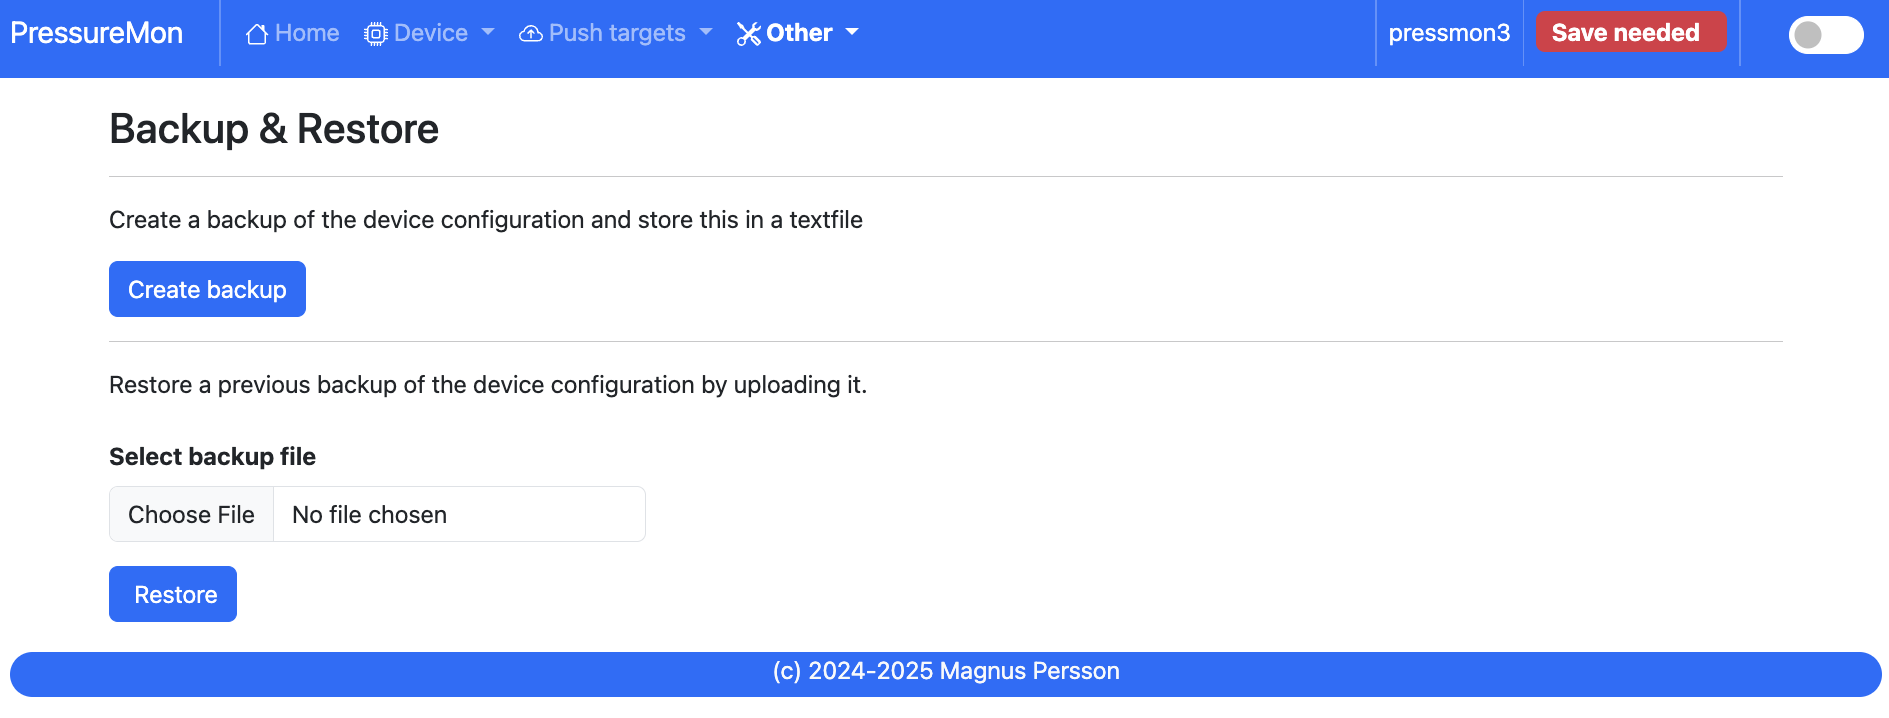 PressureMon Home Device Push targets Other pressmon3 Save needed
Backup & Restore
Create a backup of the device configuration and store this in a textfile
Create backup
Restore a previous backup of the device configuration by uploading it.
Select backup file
Choose File No file chosen
Restore
(c) 2024-2025 Magnus Persson